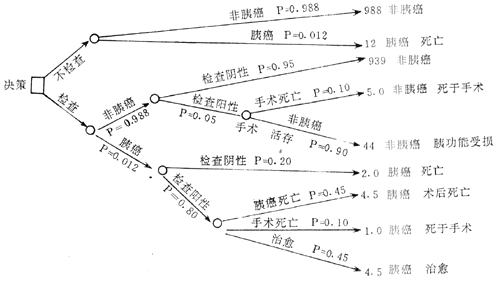 非胰癌 P=0.988 988 非胰癌
胰癌 P=0.012 12 胰癌 死亡
不检查
决策
检查阴性 P=0.95 939 非胰癌
检查
非胰癌 P=0.988
检查阳性 P=0.05
手术死亡 P=0.10 5.0 非胰癌 死于手术
手术 活存
非胰癌 P=0.90 44 非胰癌 胰功能受损
胰癌 P=0.012
检查阴性 P=0.20 2.0 胰癌 死亡
检查阳性 P=0.80
胰癌死亡 P=0.45 4.5 胰癌 术后死亡
手术死亡 P=0.10 1.0 胰癌 死于手术
治愈 P=0.45 4.5 胰癌 治愈